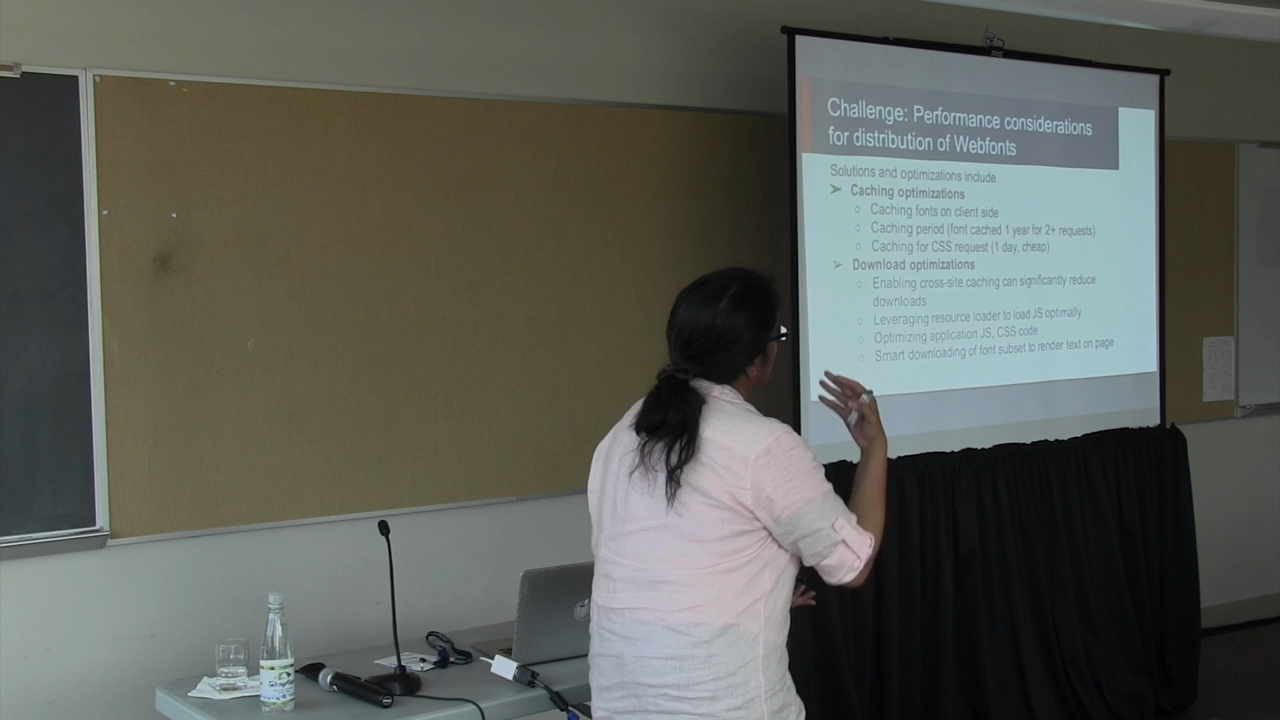 Challenge: Performance considerations
for distribution of Webfonts
Solutions and optimizations include
➢ Caching optimizations
○ Caching fonts on client side
○ Caching period (font cached 1 year for 2+ requests)
○ Caching for CSS request (1 day, cheap)
➢ Download optimizations
○ Enabling cross-site caching can significantly reduce
downloads
○ Leveraging resource loader to load JS optimally
○ Optimizing application JS, CSS code
○ Smart downloading of font subset to render text on page